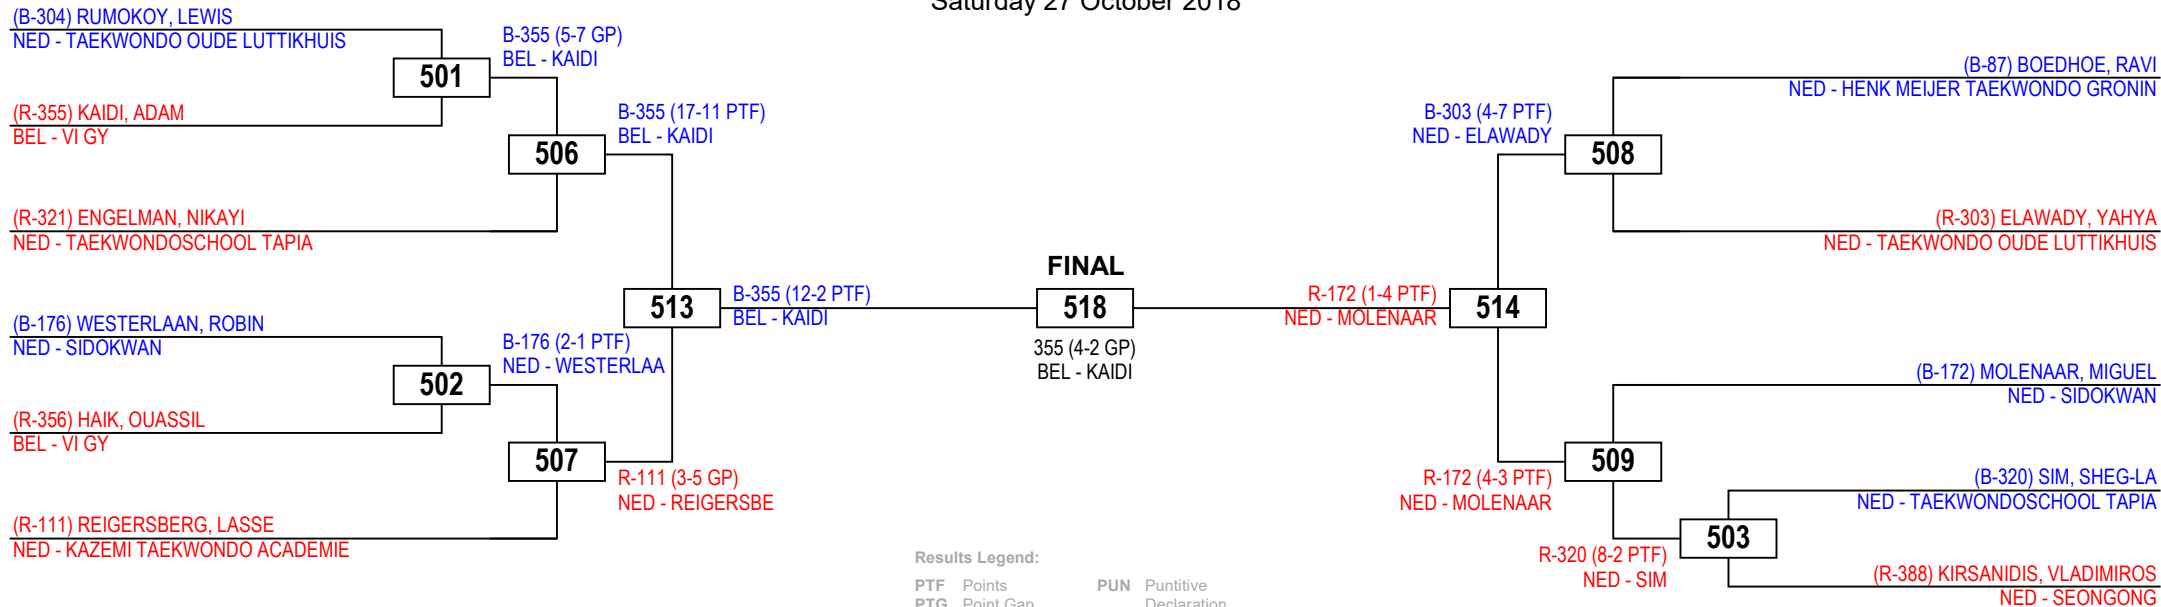 Saturday 27 October 2018
(B-304) RUMOKOY, LEWIS
NED - TAEKWONDO OUDE LUTTIKHUIS
501
(R-355) KAIDI, ADAM
BEL - VI GY
B-355 (5-7 GP)
BEL - KAIDI
506
(R-321) ENGELMAN, NIKAYI
NED - TAEKWONDOSCHOOL TAPIA
B-355 (17-11 PTF)
BEL - KAIDI
513
(B-176) WESTERLAAN, ROBIN
NED - SIDOKWAN
502
(R-356) HAIK, OUASSIL
BEL - VI GY
B-176 (2-1 PTF)
NED - WESTERLAA
507
(R-111) REIGERSBERG, LASSE
NED - KAZEMI TAEKWONDO ACADEMIE
R-111 (3-5 GP)
NED - REIGERSBE
B-355 (12-2 PTF)
BEL - KAIDI
FINAL
518
355 (4-2 GP)
BEL - KAIDI
R-172 (1-4 PTF)
NED - MOLENAAR
514
B-303 (4-7 PTF)
NED - ELAWADY
508
(B-87) BOEDHOE, RAVI
NED - HENK MEIJER TAEKWONDO GRONIN
(R-303) ELAWADY, YAHYA
NED - TAEKWONDO OUDE LUTTIKHUIS
(B-172) MOLENAAR, MIGUEL
NED - SIDOKWAN
509
R-172 (4-3 PTF)
NED - MOLENAAR
(B-320) SIM, SHEG-LA
NED - TAEKWONDOSCHOOL TAPIA
503
R-320 (8-2 PTF)
NED - SIM
(R-388) KIRSANIDIS, VLADIMIROS
NED - SEONGONG
Results Legend:
PTF Points PUN Puntitive
PTG Point Gap Declaration